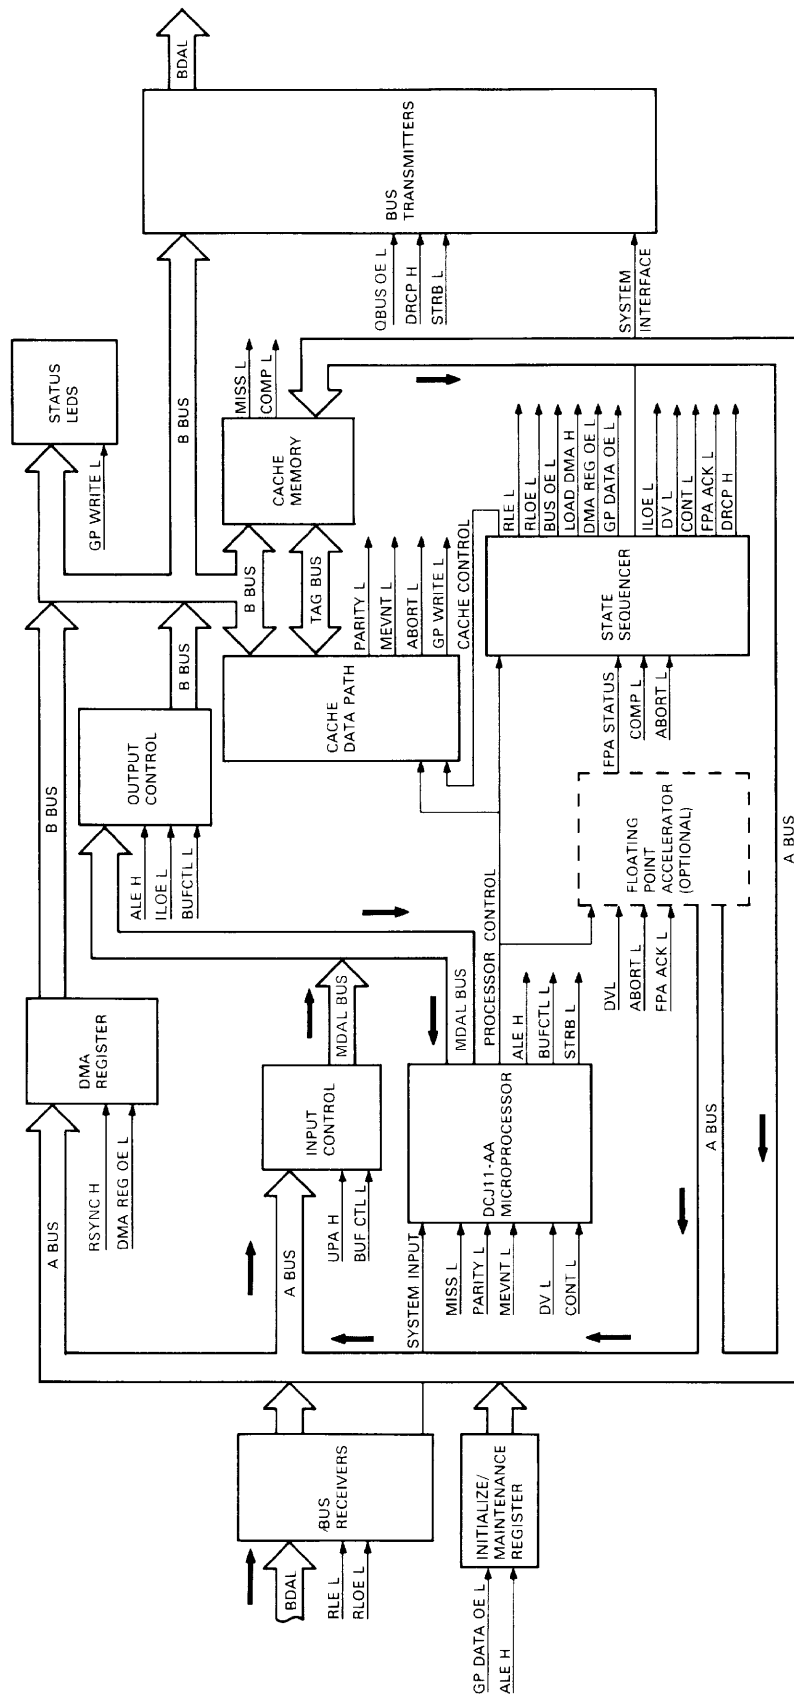 BDAL
RLE L
RLOE L
BUS
RECEIVERS
GP DATA OE L
ALE H
INITIALIZE/
MAINTENANCE
REGISTER
A BUS
RSYNC H
DMA REG OE L
DMA
REGISTER
B BUS
A BUS
UPA H
BUF CTL L
INPUT
CONTROL
MDAL BUS
ALE H
ILOE L
BUFCTL L
OUTPUT
CONTROL
B BUS
GP WRITE L
STATUS
LEDS
B BUS
SYSTEM INPUT
MISS L
PARITY L
MEVNT L
DV L
CONT L
DCJ11-AA
MICROPROCESSOR
MDAL BUS
PROCESSOR CONTROL
ALE H
BUFCTL L
STRB L
CACHE
DATA PATH
B BUS
TAG BUS
PARITY L
MEVNT L
ABORT L
GP WRITE L
CACHE CONTROL
CACHE
MEMORY
MISS L
COMP L
DVL
ABORT L
FPA ACK L
FLOATING
POINT
ACCELERATOR
(OPTIONAL)
A BUS
FPA STATUS
COMP L
ABORT L
STATE
SEQUENCER
RLE L
RLOE L
BUS OE L
LOAD DMA H
DMA REG OE L
GP DATA OE L
ILOE L
DV L
CONT L
FPA ACK L
DRCP H
A BUS
QBUS OE L
DRCP H
STRB L
SYSTEM
INTERFACE
BUS
TRANSMITTERS
BDAL